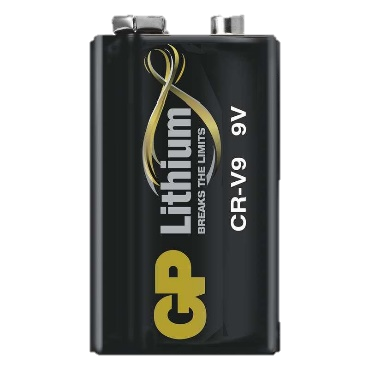 GP
Lithium
BREAKS THE LIMITS
CR-V9 9V